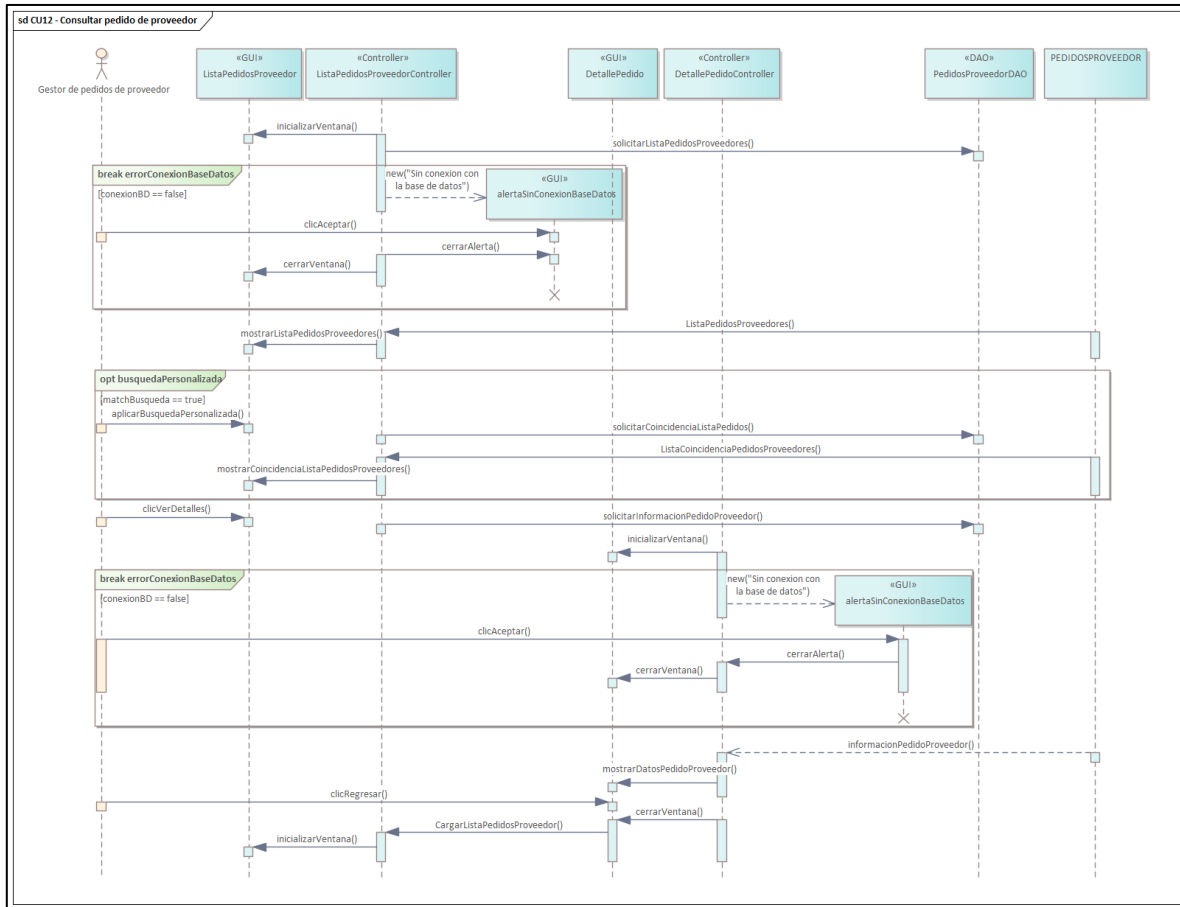 sd CU12 - Consultar pedido de proveedor
Gestor de pedidos de proveedor
«GUI»
ListaPedidosProveedor
«Controller»
ListaPedidosProveedorController
«GUI»
DetallePedido
«Controller»
DetallePedidoController
«DAO»
PedidosProveedorDAO
PEDIDOSPROVEEDOR
inicializarVentana()
solicitarListaPedidosProveedores()
break errorConexionBaseDatos
[conexionBD == false]
new("Sin conexion con
la base de datos")
«GUI»
alertaSinConexionBaseDatos
clicAceptar()
cerrarAlerta()
cerrarVentana()
ListaPedidosProveedores()
mostrarListaPedidosProveedores()
opt busquedaPersonalizada
[matchBusqueda == true]
aplicarBusquedaPersonalizada()
solicitarCoincidenciaListaPedidos()
ListaCoincidenciaPedidosProveedores()
mostrarCoincidenciaListaPedidosProveedores()
clicVerDetalles()
solicitarInformacionPedidoProveedor()
inicializarVentana()
break errorConexionBaseDatos
[conexionBD == false]
new("Sin conexion con
la base de datos")
«GUI»
alertaSinConexionBaseDatos
clicAceptar()
cerrarAlerta()
cerrarVentana()
informacionPedidoProveedor()
mostrarDatosPedidoProveedor()
clicRegresar()
cerrarVentana()
CargarListaPedidosProveedor()
inicializarVentana()